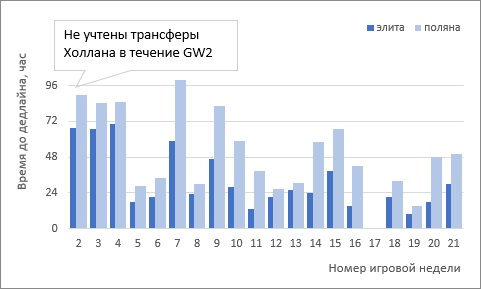 Не учтены трансферы
Холлана в течение GW2
элита поляна
Время до дедлайна, час
96
72
48
24
0
2 3 4 5 6 7 8 9 10 11 12 13 14 15 16 17 18 19 20 21
Номер игровой недели